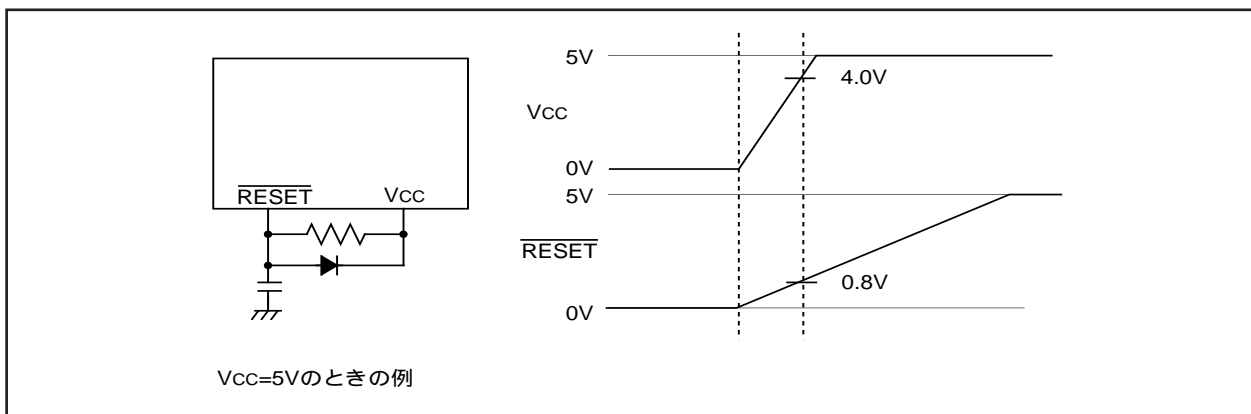 RESET VCC
VCC=5Vのときの例
5V
4.0V
VCC
0V
5V
RESET
0.8V
0V